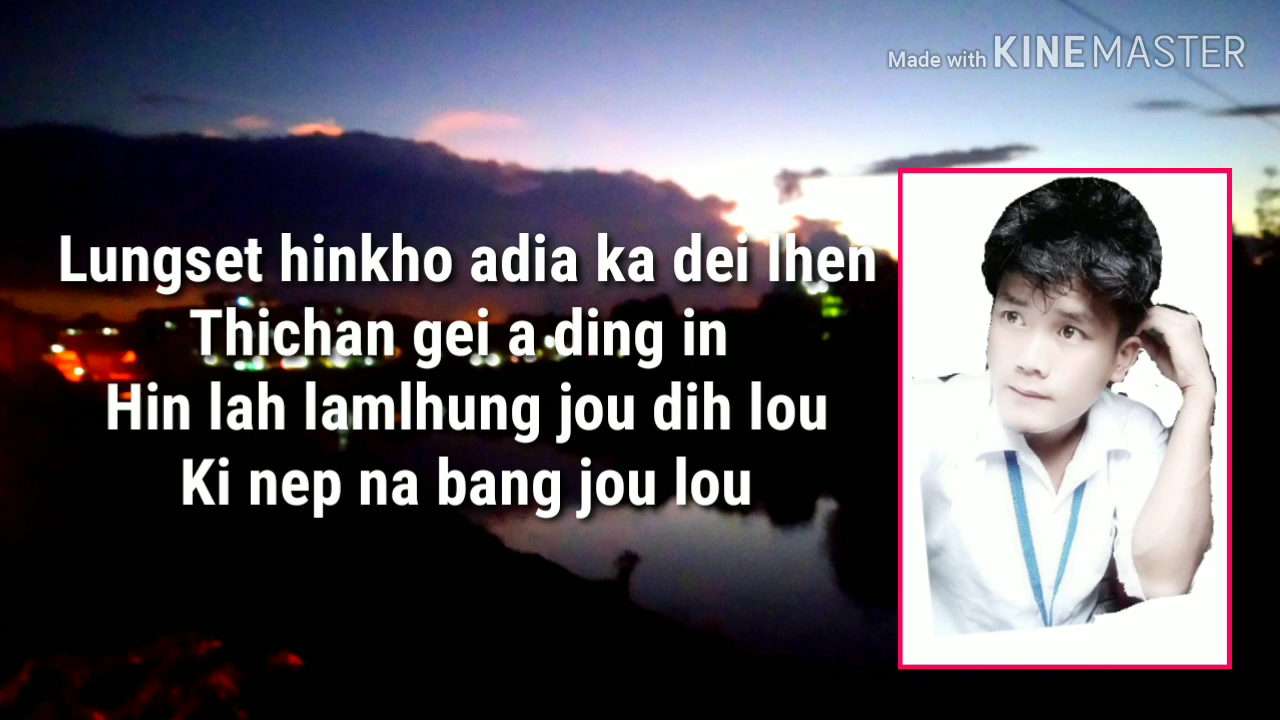 Made with KINEMASTER
Lungset hinkho adia ka dei lhen
Thichan gei a ding in
Hin lah lamlhung jou dih lou
Ki nep na bang jou lou